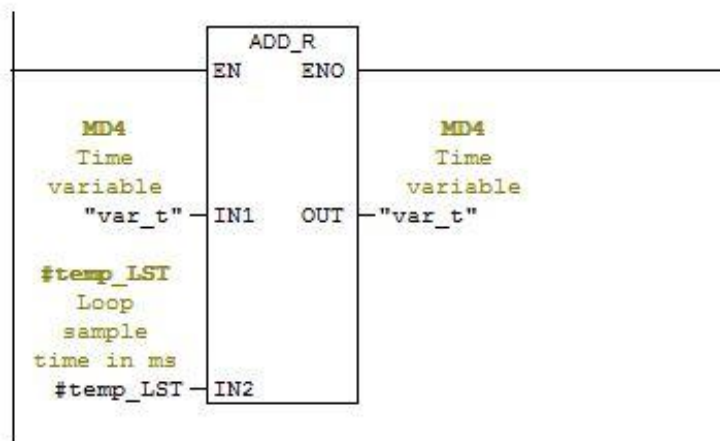 ADD_R
EN ENO
MD4
Time
variable
"var_t" IN1
MD4
Time
variable
OUT "var_t"
#temp_LST
Loop
sample
time in ms
#temp_LST IN2